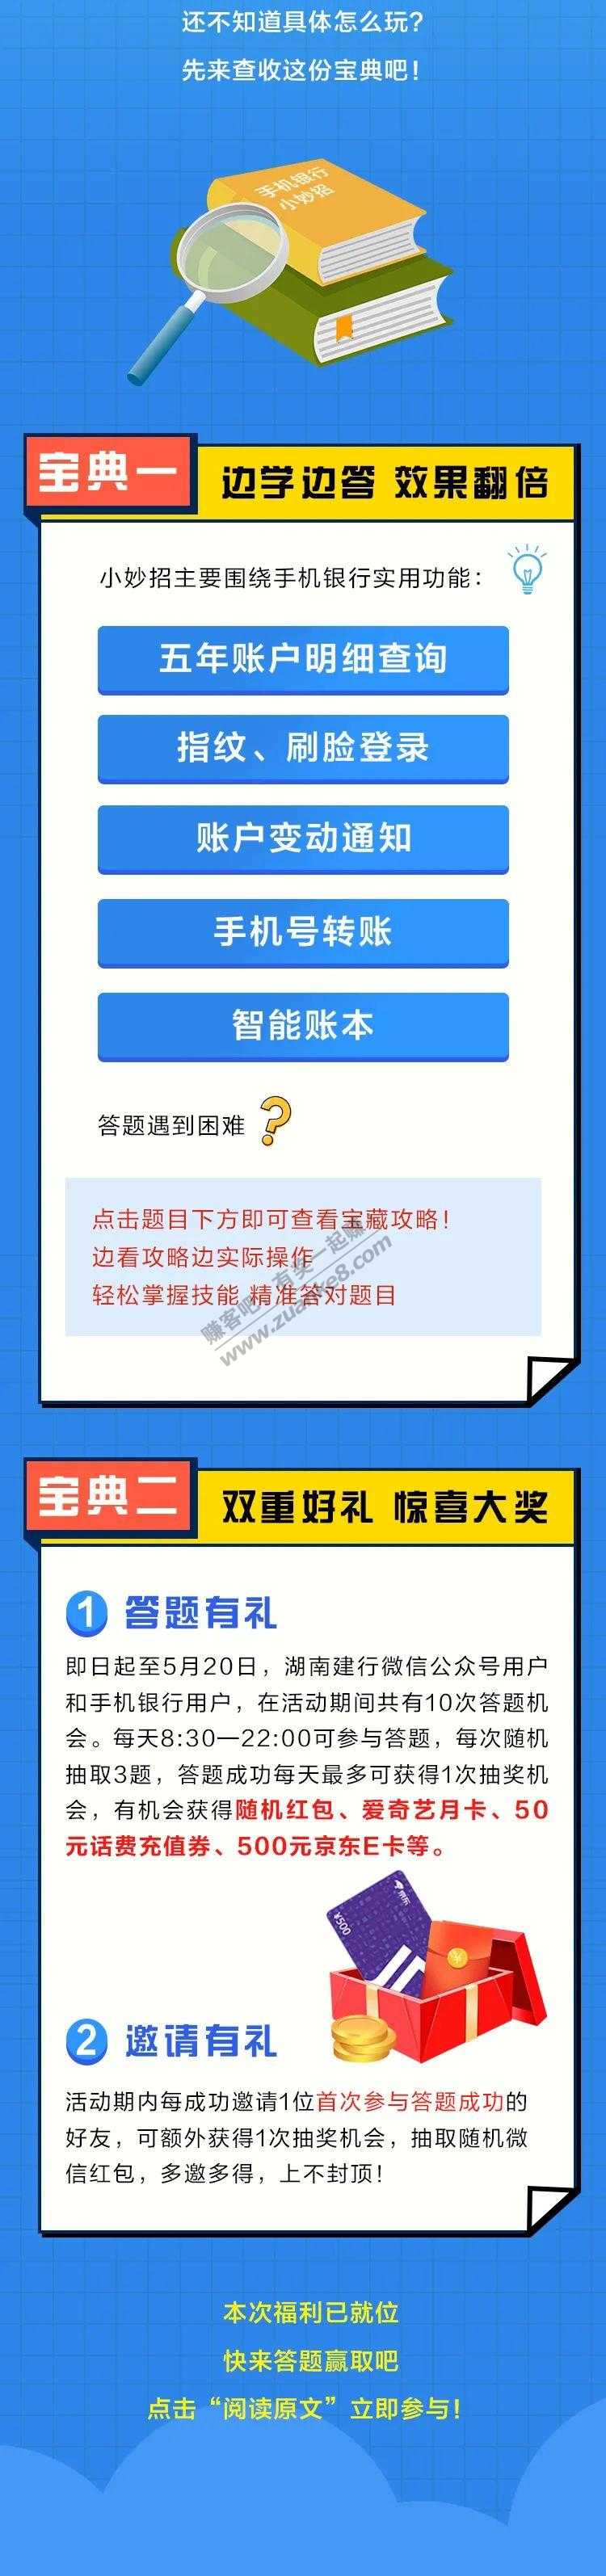 还不知道具体怎么玩？
先来查收这份宝典吧！
手机银行
小妙招
宝典一
边学边答 效果翻倍
小妙招主要围绕手机银行实用功能：
五年账户明细查询
指纹、刷脸登录
账户变动通知
手机号转账
智能账本
答题遇到困难
点击题目下方即可查看宝藏攻略！
边看攻略边实际操作
轻松掌握技能 精准答对题目
赚客吧，有奖一起赚
www.zuanke8.com
宝典二
双重好礼 惊喜大奖
1 答题有礼
即日起至5月20日，湖南建行微信公众号用户
和手机银行用户，在活动期间共有10次答题机
会。每天8:30—22:00可参与答题，每次随机
抽取3题，答题成功每天最多可获得1次抽奖机
会，有机会获得随机红包、爱奇艺月卡、50
元话费充值券、500元京东E卡等。
京东
¥500
¥
2 邀请有礼
活动期内每成功邀请1位首次参与答题成功的
好友，可额外获得1次抽奖机会，抽取随机微
信红包，多邀多得，上不封顶！
本次福利已就位
快来答题赢取吧
点击“阅读原文”立即参与！